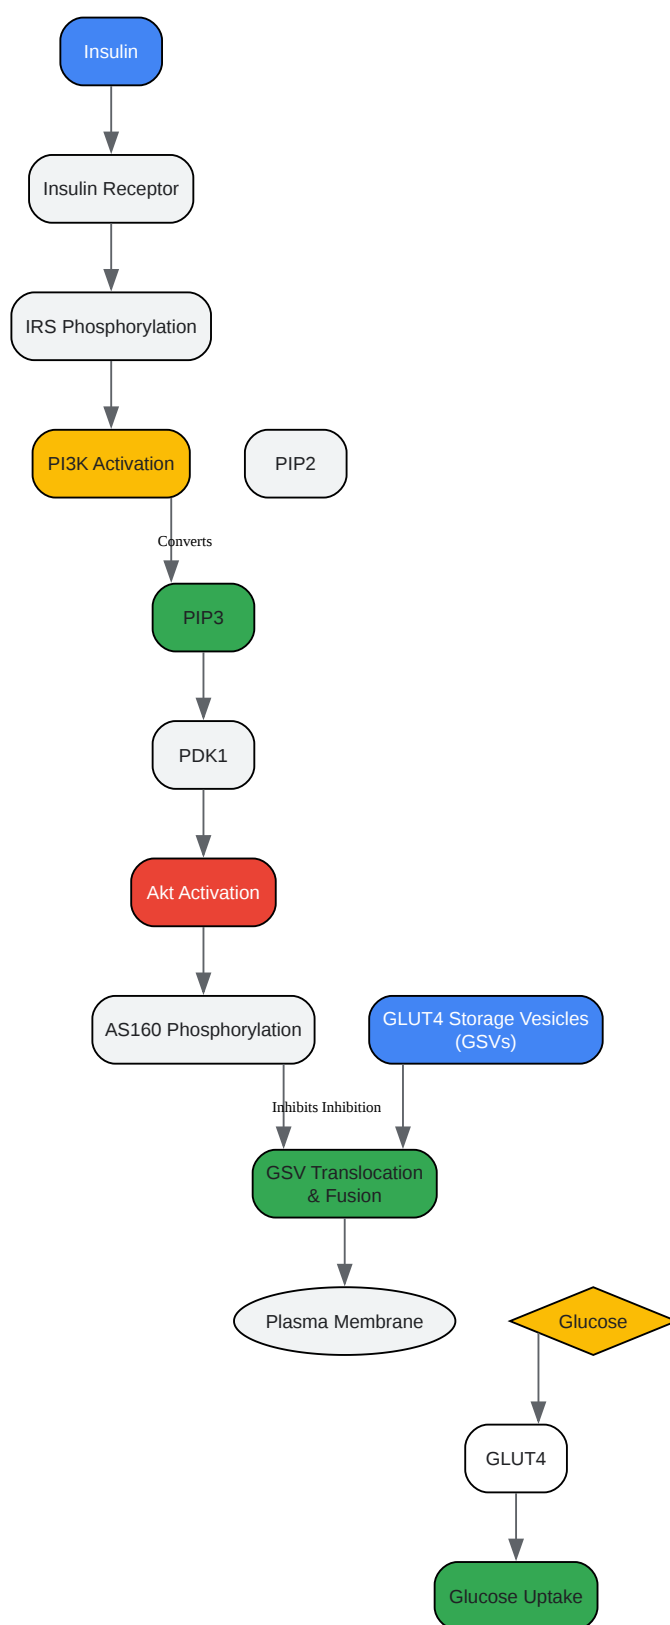 Insulin
Insulin Receptor
IRS Phosphorylation
PI3K Activation
PIP2
Converts
PIP3
PDK1
Akt Activation
AS160 Phosphorylation
GLUT4 Storage Vesicles
(GSVs)
Inhibits Inhibition
GSV Translocation
& Fusion
Plasma Membrane
Glucose
GLUT4
Glucose Uptake